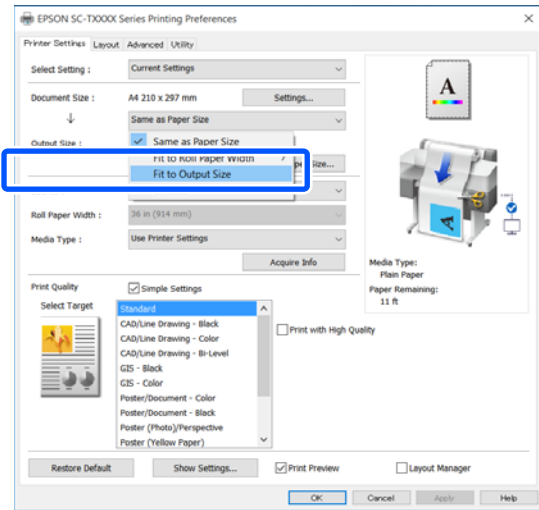 EPSON SC-TXXXX Series Printing Preferences
Printer Settings Layout Advanced Utility
Select Setting : Current Settings
Document Size : A4 210 x 297 mm Settings...
Same as Paper Size
Output Size : Same as Paper Size
Fit to Roll Paper Width
Size...
Fit to Output Size
Roll Paper Width : 36 in (914 mm)
Media Type : Use Printer Settings
Acquire Info
A
Media Type:
Plain Paper
Paper Remaining:
11 ft
Print Quality Simple Settings
Select Target
Standard
CAD/Line Drawing - Black
CAD/Line Drawing - Color
CAD/Line Drawing - Bi-Level
GIS - Black
GIS - Color
Poster/Document - Color
Poster/Document - Black
Poster (Photo)/Perspective
Poster (Yellow Paper)
Print with High Quality
Restore Default Show Settings... Print Preview Layout Manager
OK Cancel Apply Help